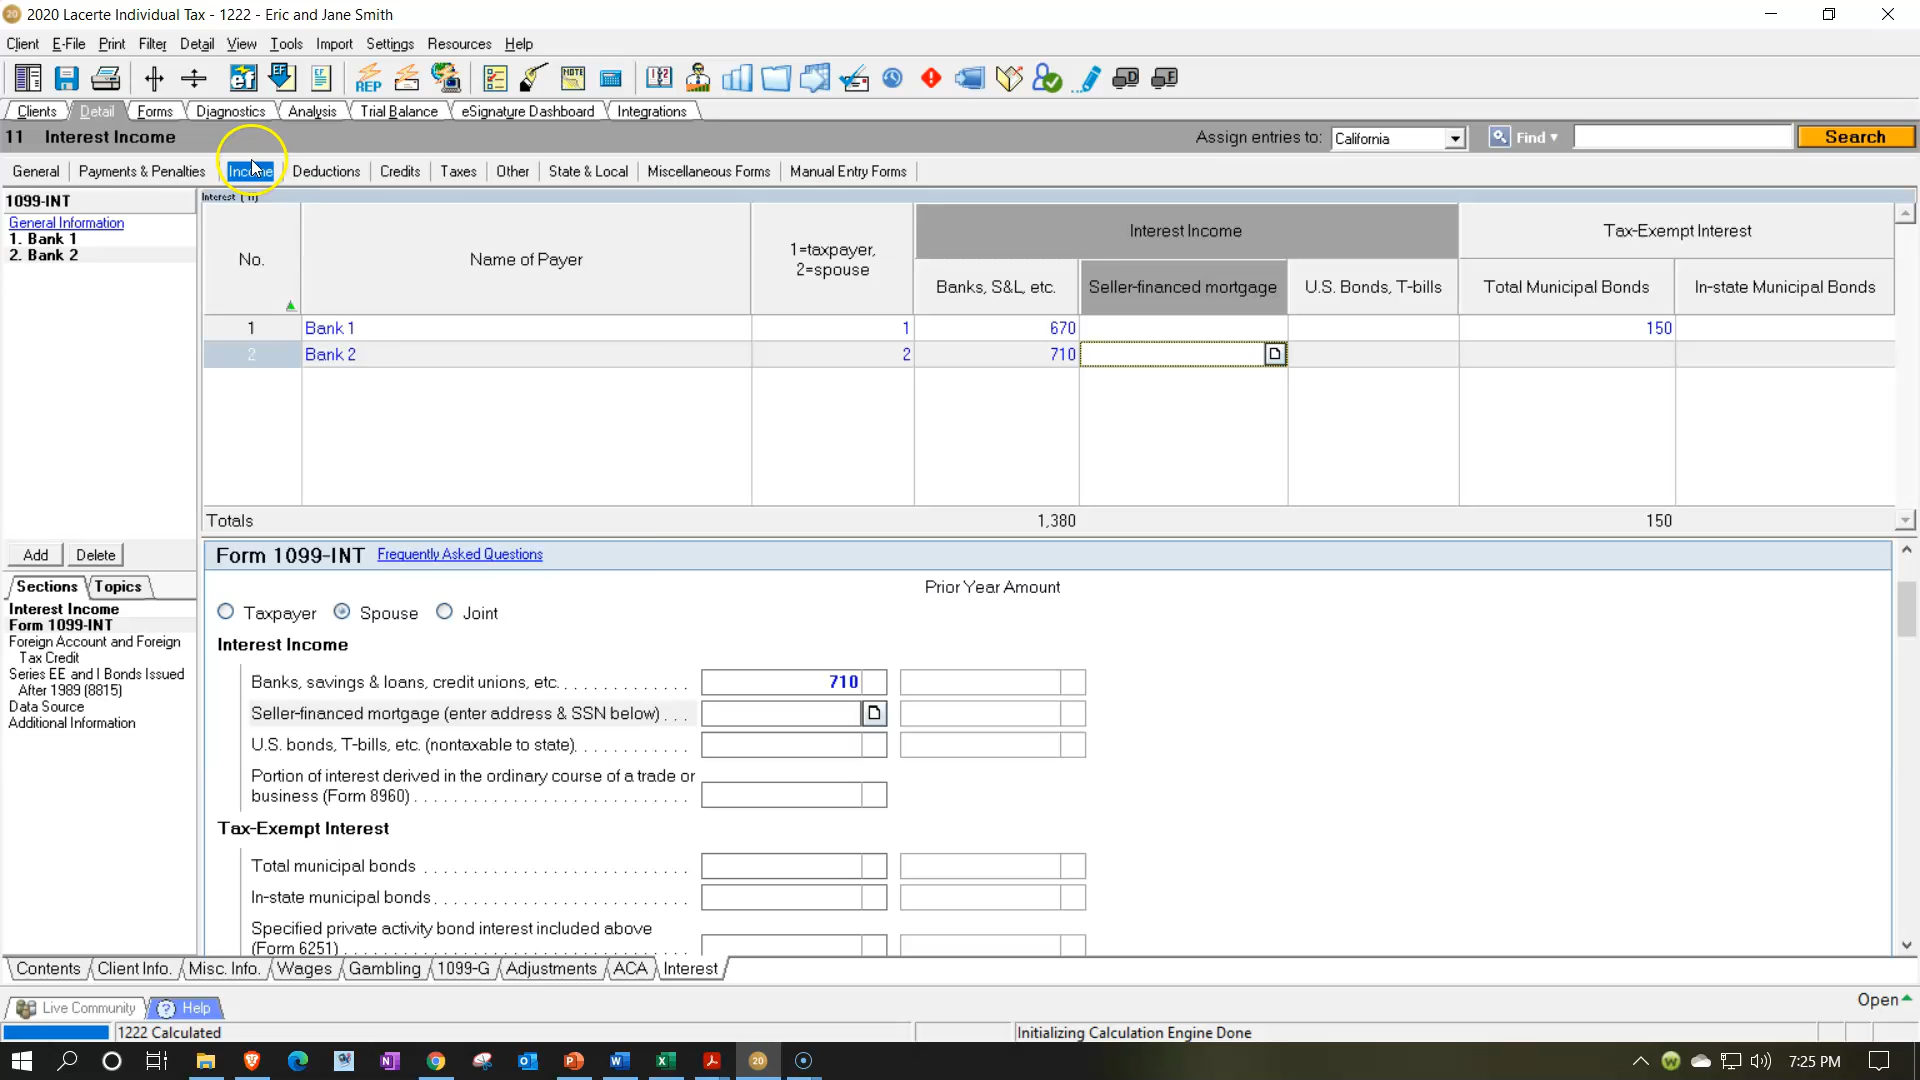 2020 Lacerte Individual Tax - 1222 - Eric and Jane Smith
Client E-File Print Filter Detail View Tools Import Settings Resources Help
Clients Detail Forms Diagnostics Analysis Trial Balance eSignature Dashboard Integrations
11 Interest Income Assign entries to: California Find Search
General Payments & Penalties Income Deductions Credits Taxes Other State & Local Miscellaneous Forms Manual Entry Forms
1099-INT
General Information
1. Bank 1
2. Bank 2
Add Delete
Sections Topics
Interest Income
Form 1099-INT
Foreign Account and Foreign
Tax Credit
Series EE and I Bonds Issued
After 1989 (8815)
Data Source
Additional Information
Interest (11)
No. Name of Payer 1=taxpayer, 2=spouse Interest Income Tax-Exempt Interest
Banks, S&L, etc. Seller-financed mortgage U.S. Bonds, T-bills Total Municipal Bonds In-state Municipal Bonds
1 Bank 1 1 670 150
2 Bank 2 2 710
Totals 1,380 150
Form 1099-INT Frequently Asked Questions
Prior Year Amount
Taxpayer Spouse Joint
Interest Income
Banks, savings & loans, credit unions, etc. . . . . . . . . . . . . 710
Seller-financed mortgage (enter address & SSN below) . . .
U.S. bonds, T-bills, etc. (nontaxable to state). . . . . . . . . . .
Portion of interest derived in the ordinary course of a trade or
business (Form 8960) . . . . . . . . . . . . . . . . . . . . . . . . . .
Tax-Exempt Interest
Total municipal bonds . . . . . . . . . . . . . . . . . . . . . . . . .
In-state municipal bonds . . . . . . . . . . . . . . . . . . . . . . . .
Specified private activity bond interest included above
(Form 6251) . . . . . . . . . . . . . . . . . . . . . . . . . . . . . . . .
Contents Client Info. Misc. Info. Wages Gambling 1099-G Adjustments ACA Interest
Live Community Help Open
1222 Calculated Initializing Calculation Engine Done
7:25 PM